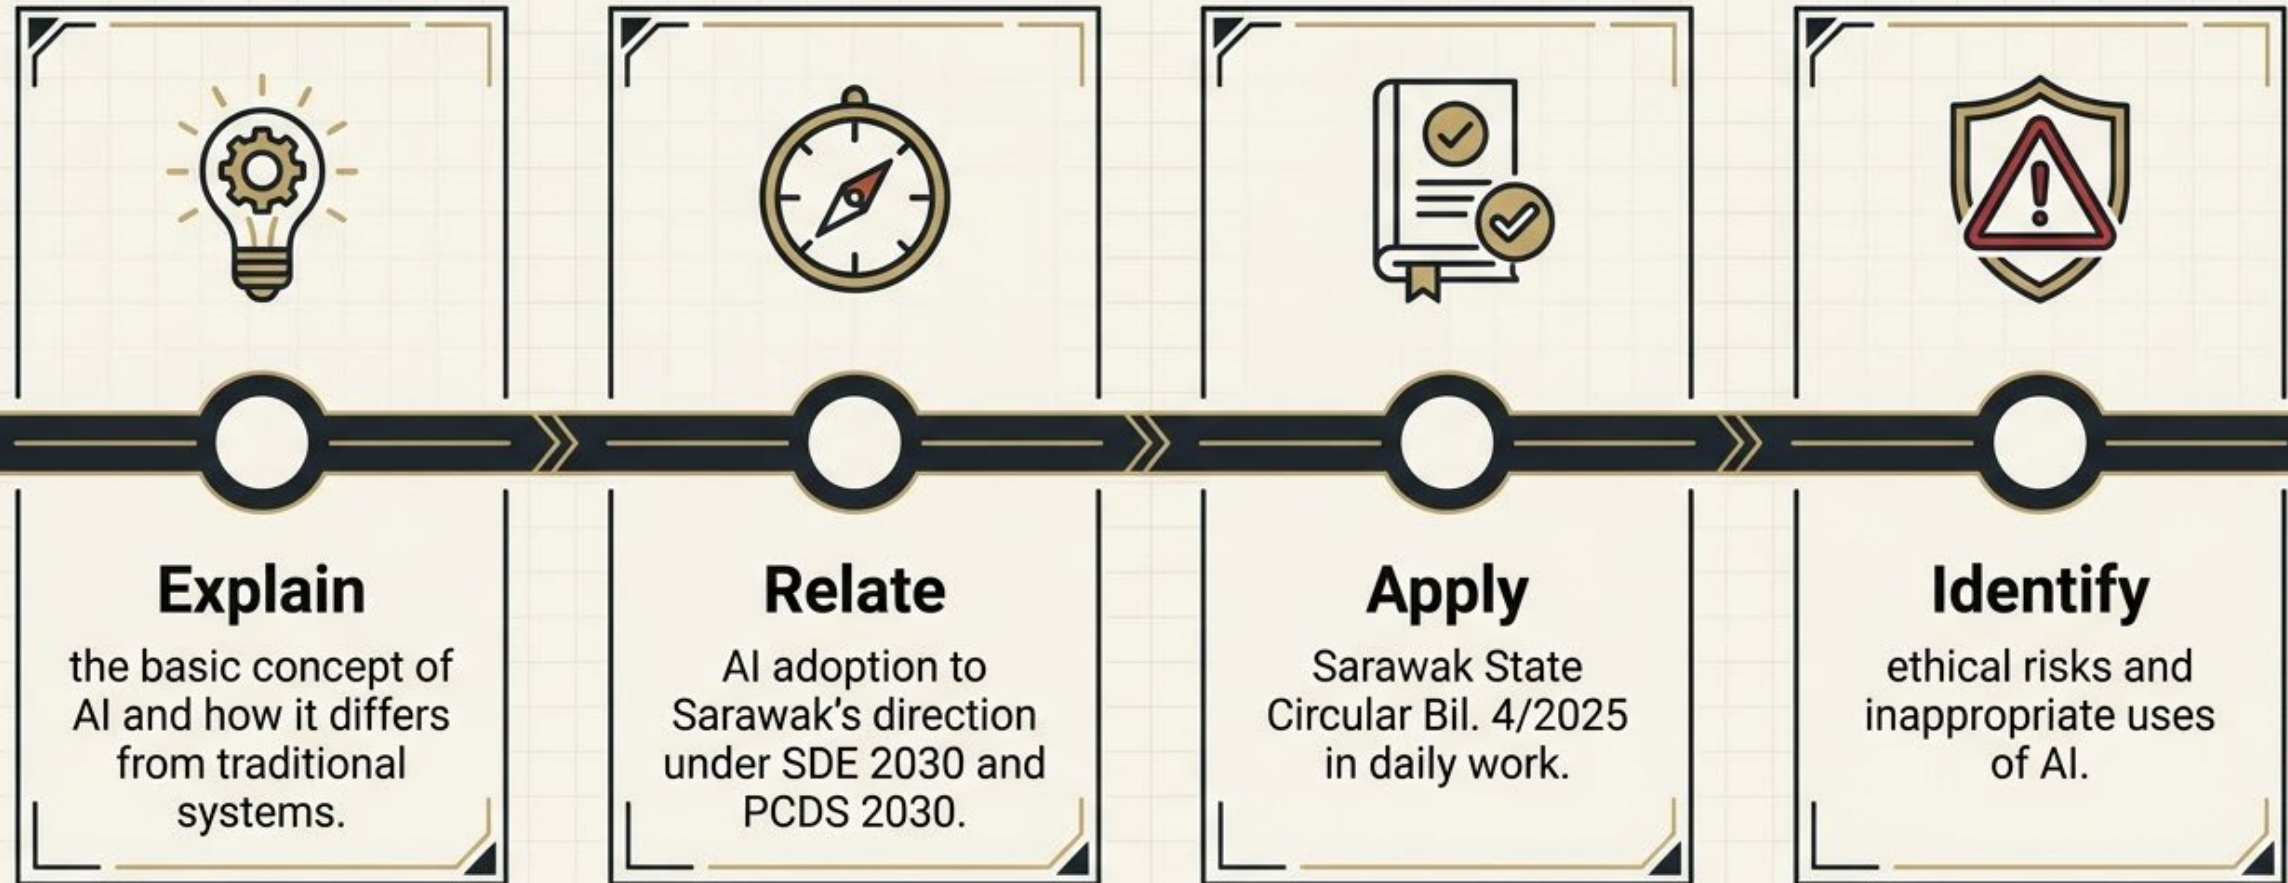 Explain
the basic concept of
AI and how it differs
from traditional
systems.
Relate
AI adoption to
Sarawak's direction
under SDE 2030 and
PCDS 2030.
Apply
Sarawak State
Circular Bil. 4/2025
in daily work.
Identify
ethical risks and
inappropriate uses
of AI.